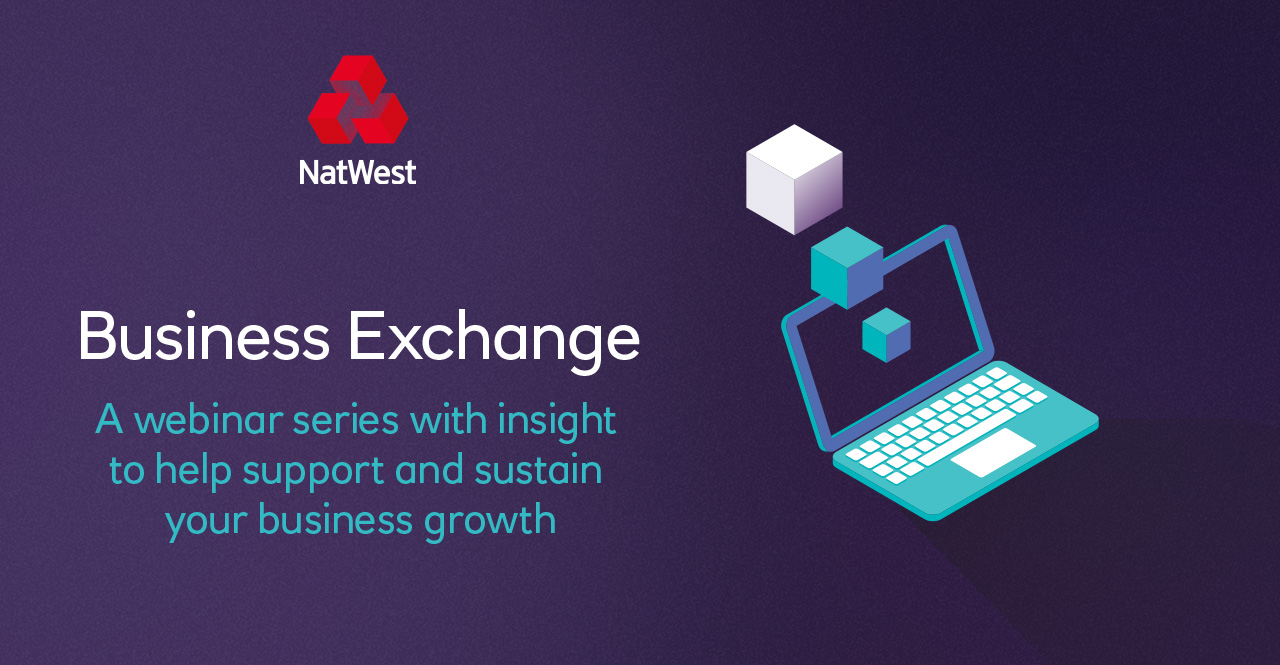 NatWest
Business Exchange
A webinar series with insight
to help support and sustain
your business growth